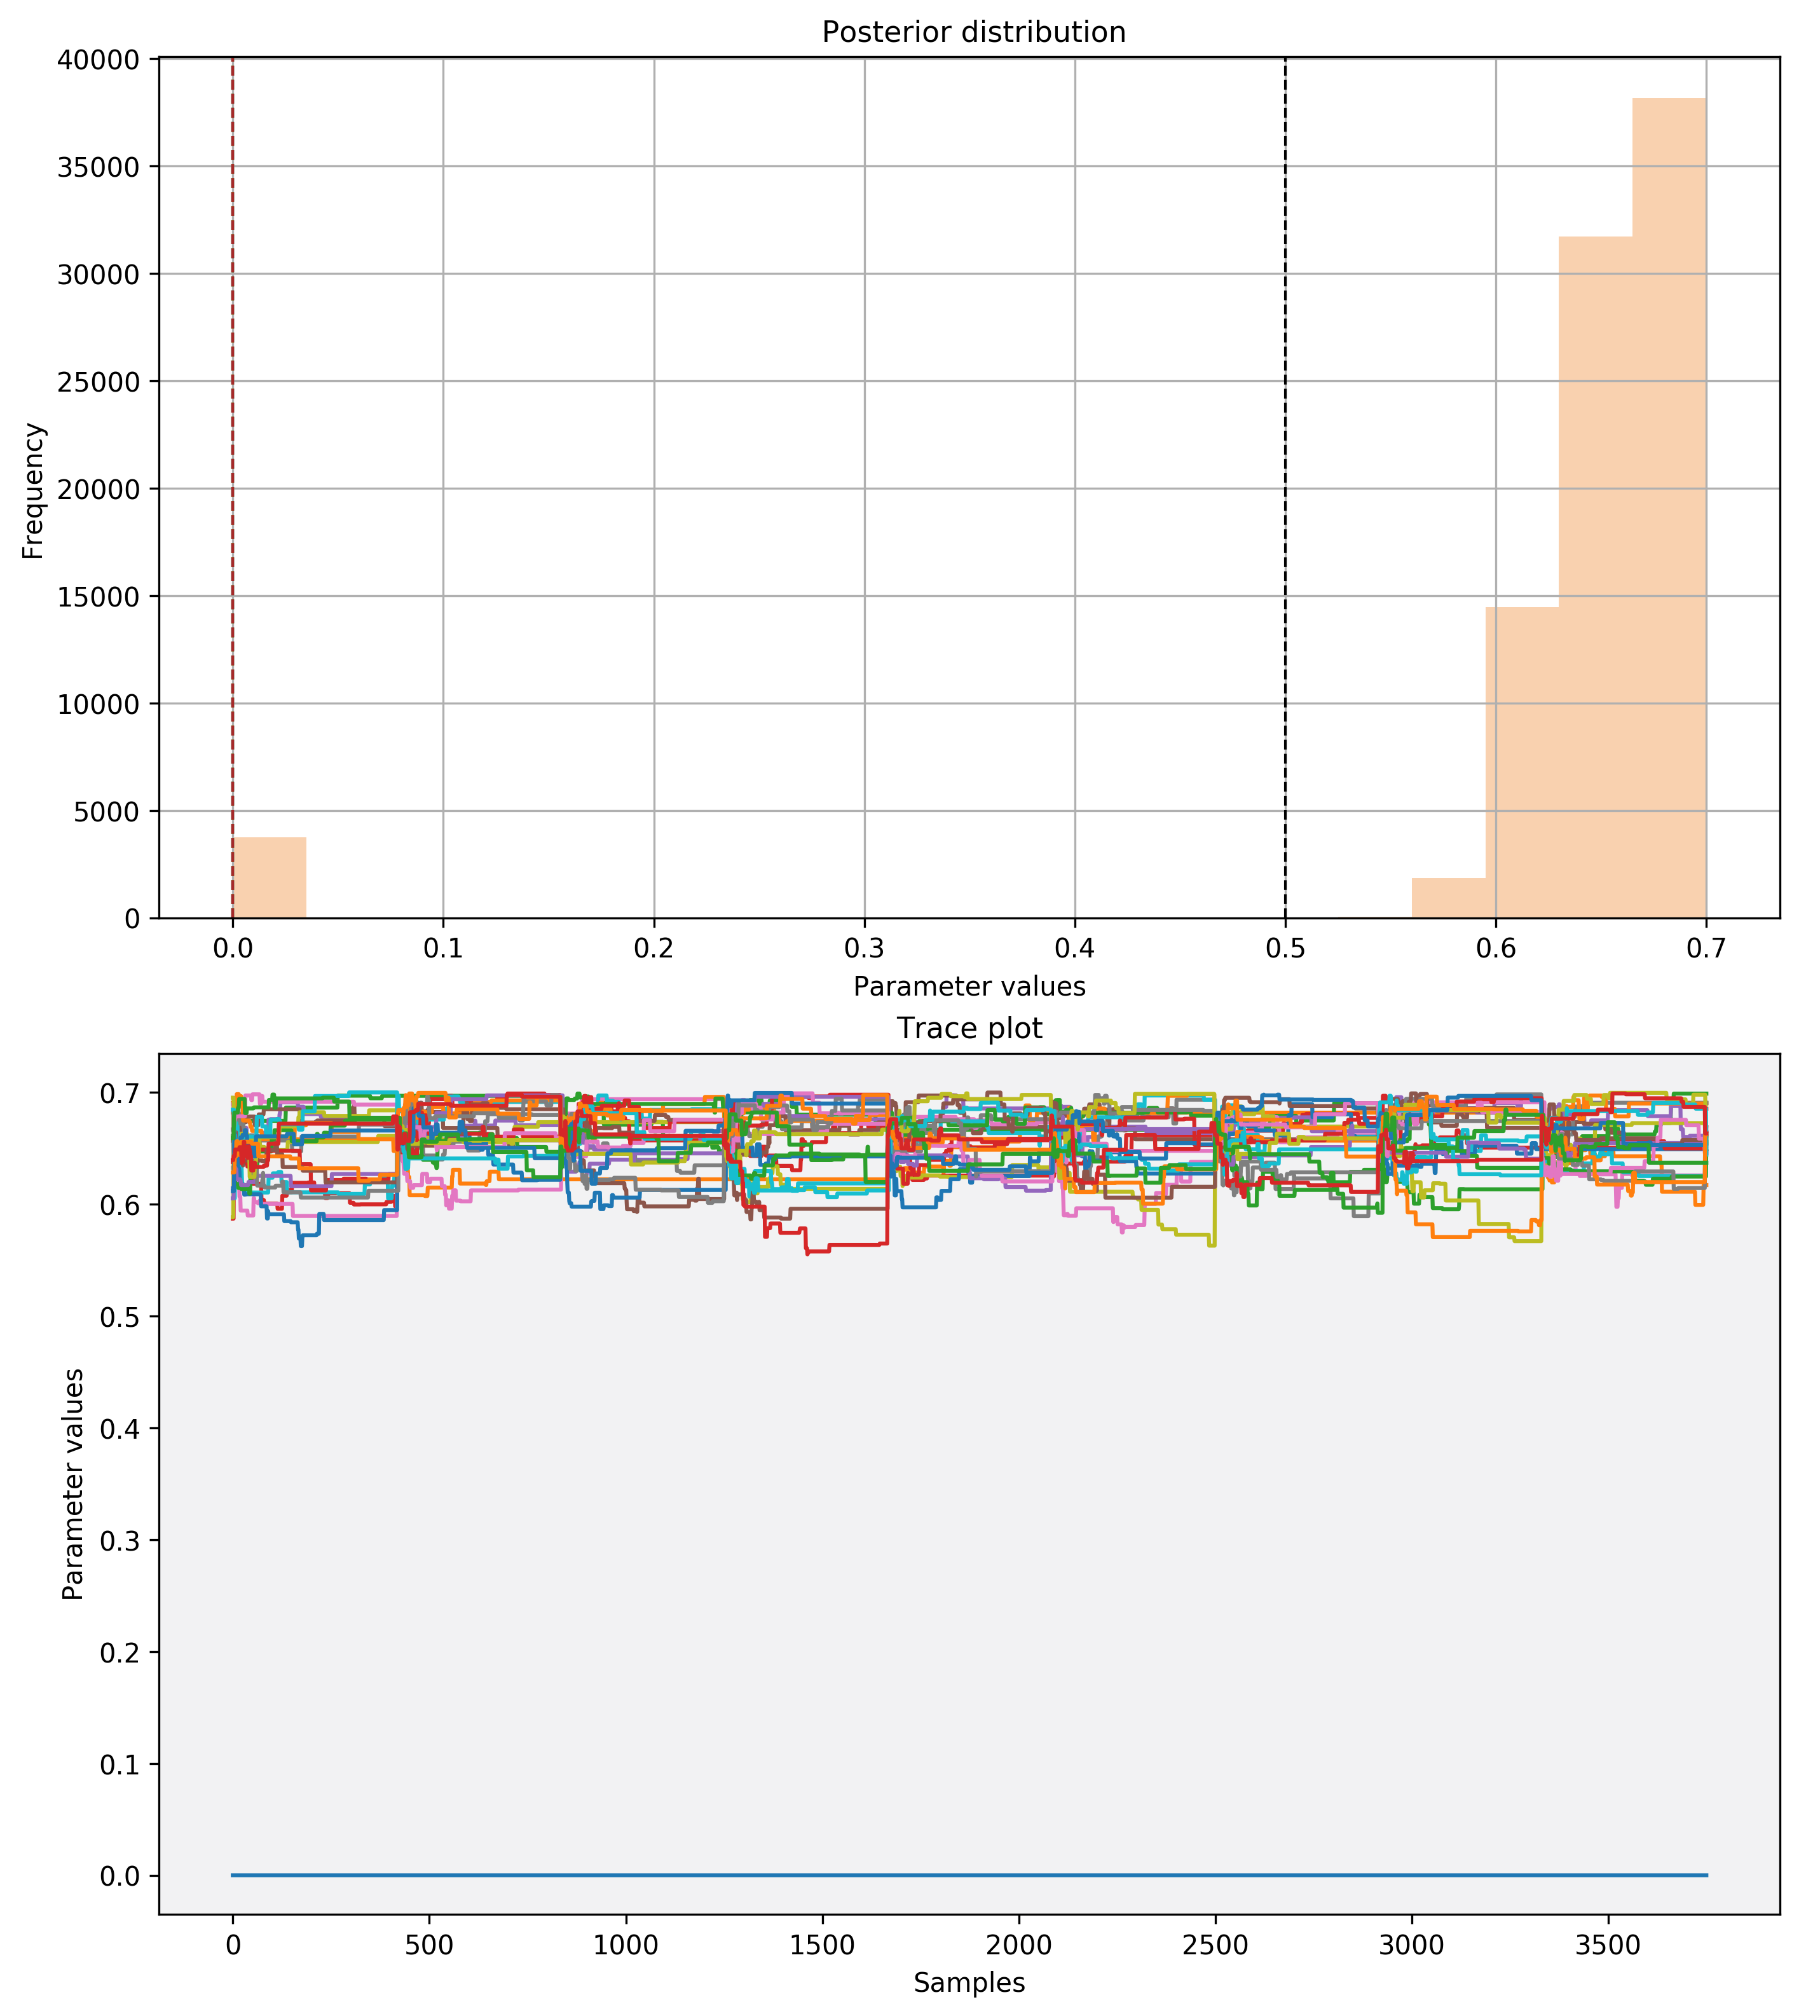 Posterior distribution
40000
35000
30000
25000
20000
15000
10000
5000
0
Frequency
0.0 0.1 0.2 0.3 0.4 0.5 0.6 0.7
Parameter values
Trace plot
0.7
0.6
0.5
0.4
0.3
0.2
0.1
0.0
Parameter values
0 500 1000 1500 2000 2500 3000 3500
Samples